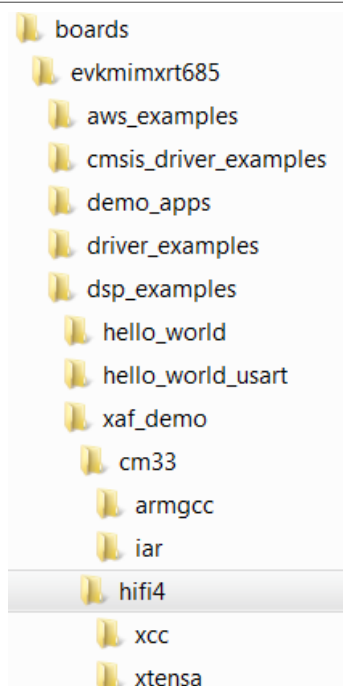 boards
evkmimxrt685
aws_examples
cmsis_driver_examples
demo_apps
driver_examples
dsp_examples
hello_world
hello_world_usart
xaf_demo
cm33
armgcc
iar
hifi4
xcc
xtensa